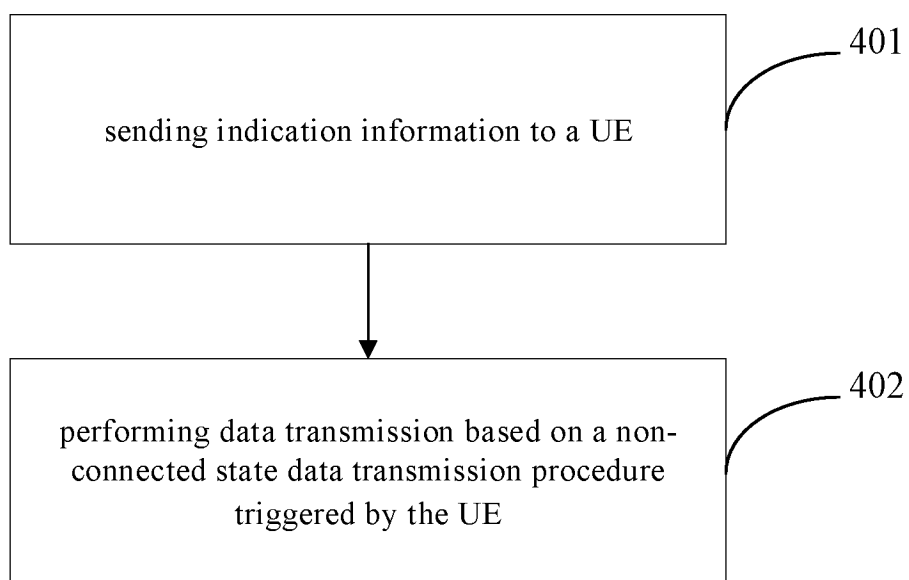 401
sending indication information to a UE
402
performing data transmission based on a non-
connected state data transmission procedure
triggered by the UE